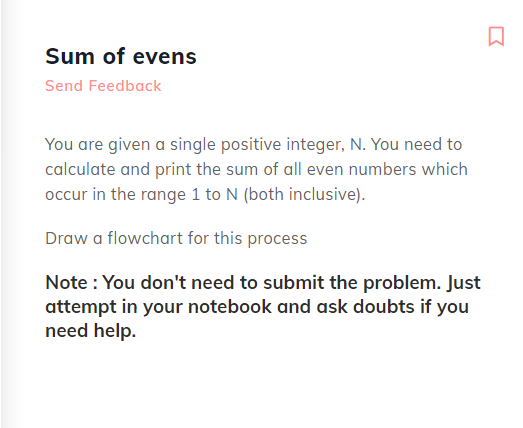 Sum of evens
Send Feedback
You are given a single positive integer, N. You need to
calculate and print the sum of all even numbers which
occur in the range 1 to N (both inclusive).
Draw a flowchart for this process
Note : You don't need to submit the problem. Just
attempt in your notebook and ask doubts if you
need help.